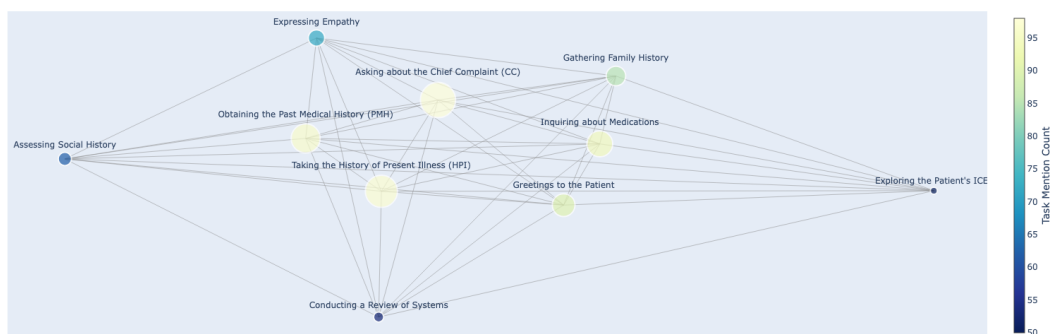 Expressing Empathy
Gathering Family History
Asking about the Chief Complaint (CC)
Obtaining the Past Medical History (PMH)
Inquiring about Medications
Assessing Social History
Taking the History of Present Illness (HPI)
Greetings to the Patient
Exploring the Patient's ICE
Conducting a Review of Systems
95
90
85
80
75
70
65
60
55
50
Task Mention Count